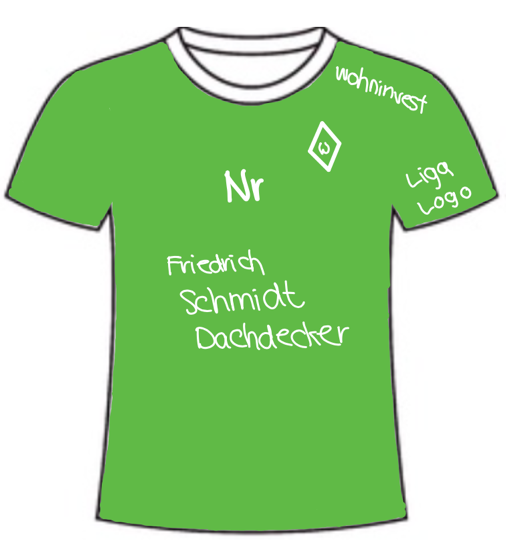 wohninvest
W
Nr
Liga
Logo
Friedrich
Schmidt
Dachdecker